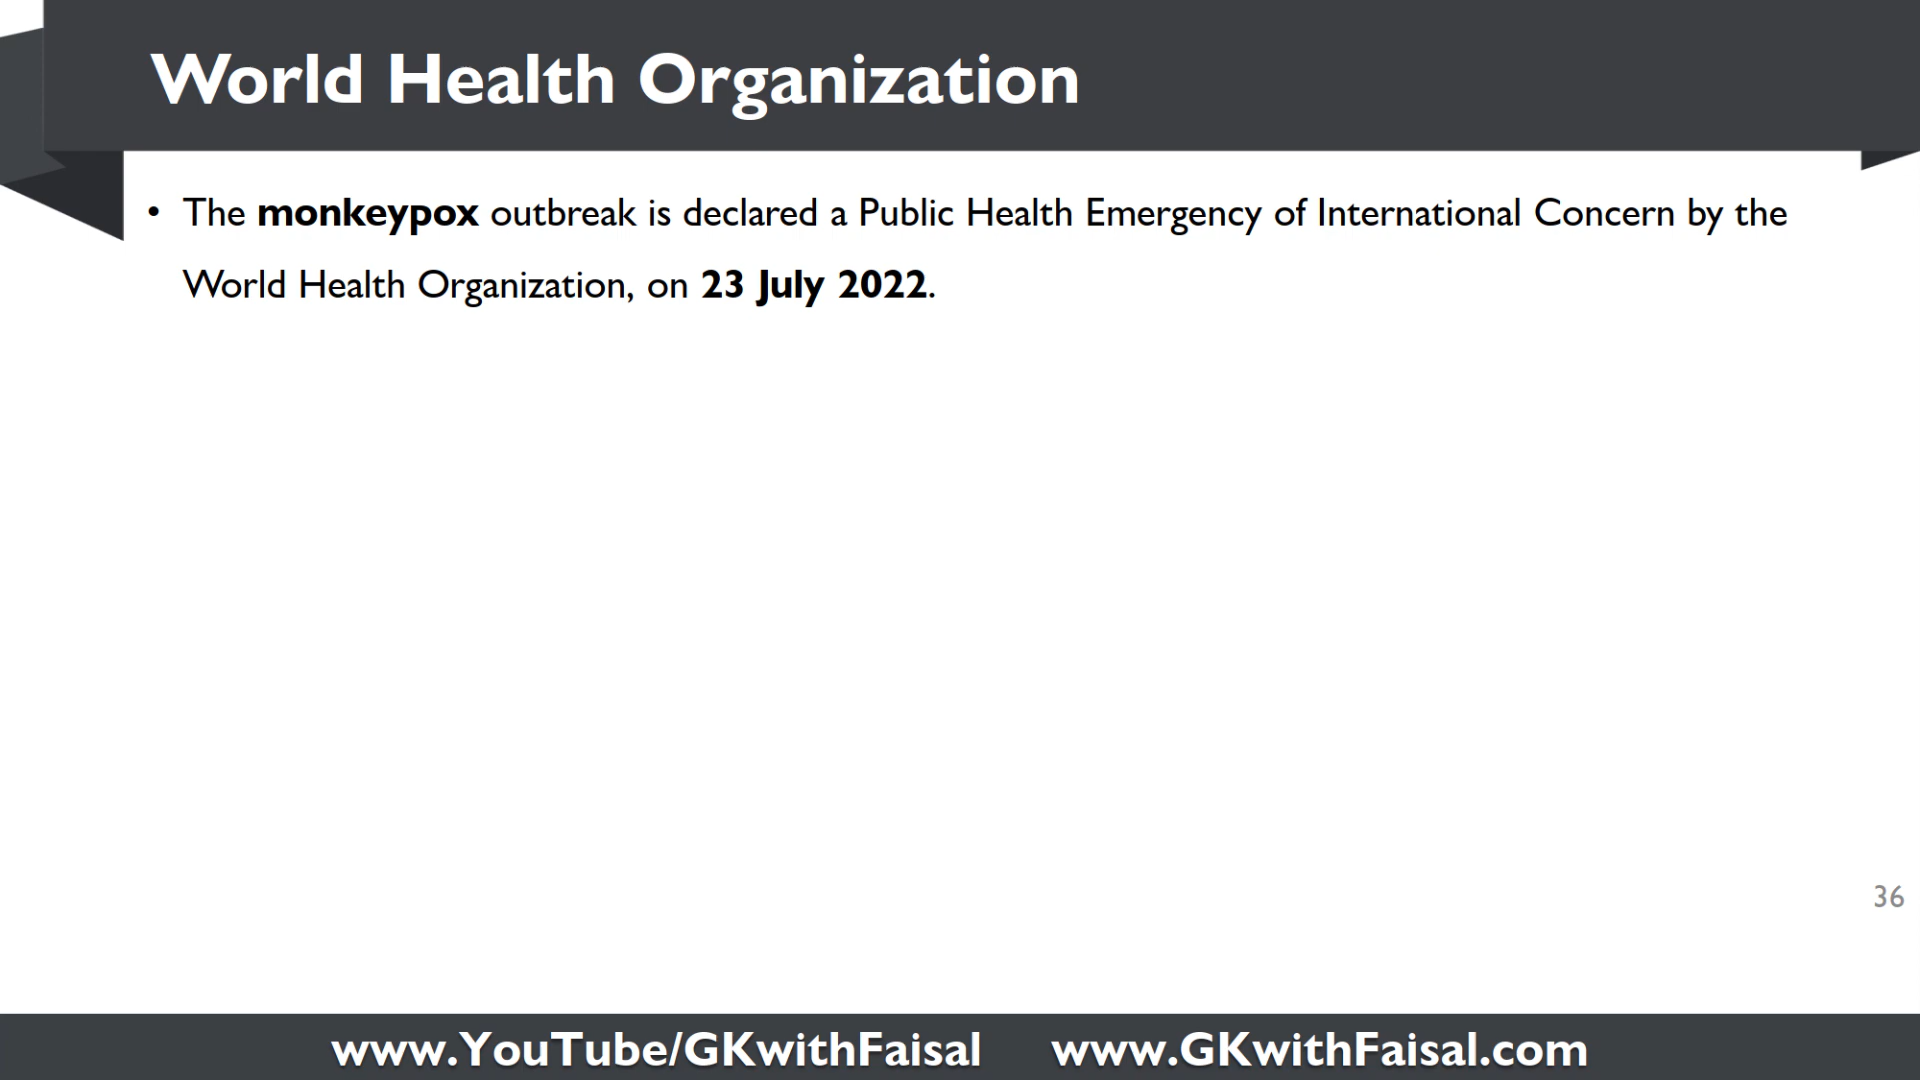 World Health Organization
• The monkeypox outbreak is declared a Public Health Emergency of International Concern by the
World Health Organization, on 23 July 2022.
36
www.YouTube/GKwithFaisal www.GKwithFaisal.com